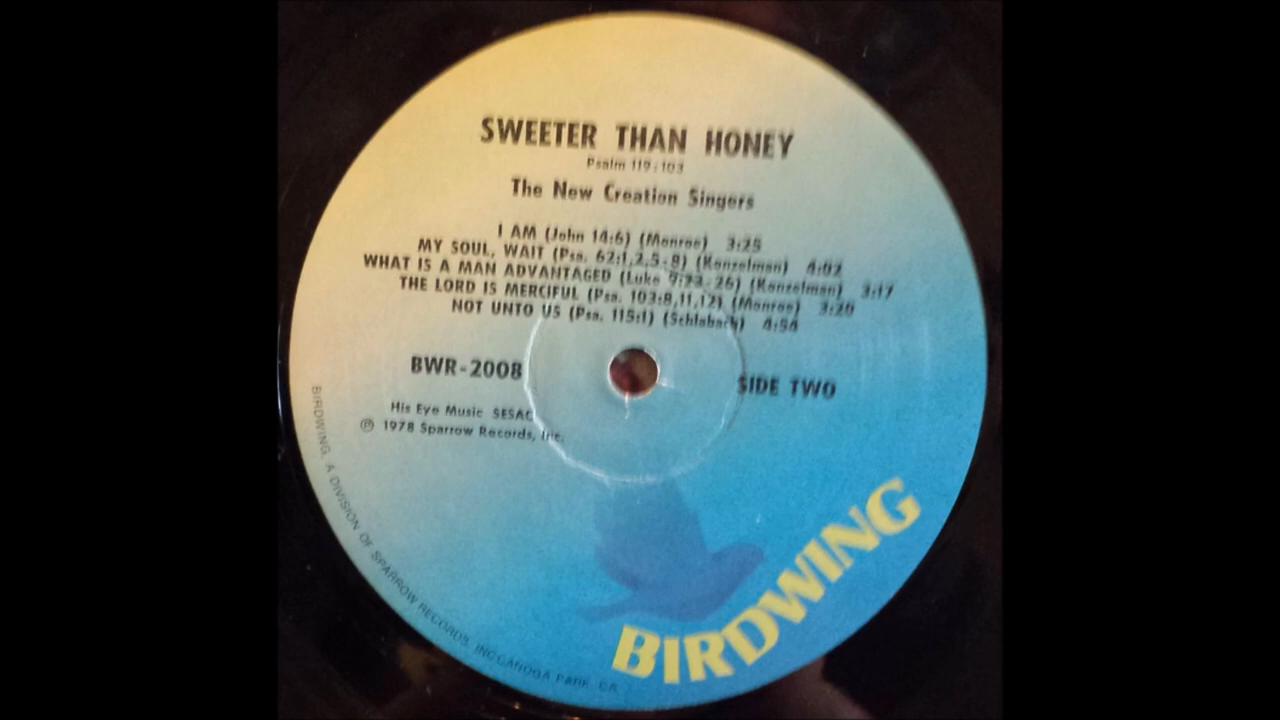 SWEETER THAN HONEY
Psalm 119:103
The New Creation Singers
I AM (John 14:6) (Monroe) 3:25
MY SOUL, WAIT (Psa. 62:1,2,5-8) (Konzelman) 4:02
WHAT IS A MAN ADVANTAGED (Luke 9:23-26) (Konzelman) 3:17
THE LORD IS MERCIFUL (Psa. 103:8,11,12) (Monroe) 3:20
NOT UNTO US (Psa. 115:1) (Schlabach) 4:54
BWR-2008
SIDE TWO
His Eye Music SESAC
℗ 1978 Sparrow Records, Inc.
BIRDWING, A DIVISION OF SPARROW RECORDS, INC CANOGA PARK, CA.
BIRDWING